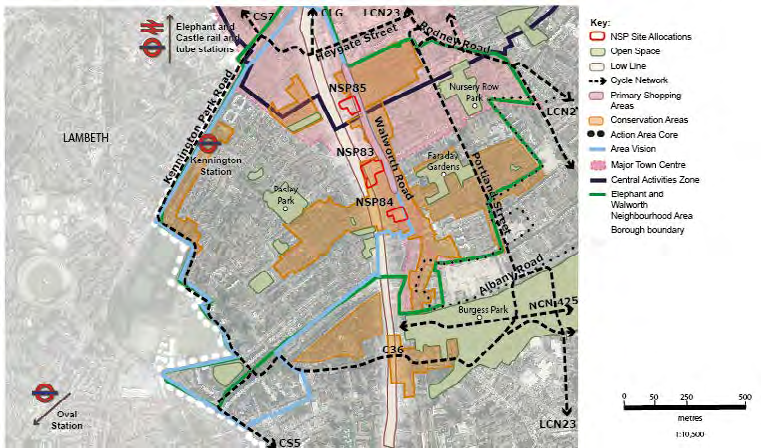 CS7
CLG
LCN23
Elephant and
Castle rail and
tube stations
Heygate Street
Rodney Road
NSP85
Nursery Row
Park
LCN2
Kennington Park Road
LAMBETH
Walworth Road
Kennington
Station
NSP83
Faraday
Gardens
Portland Street
Pasley
Park
NSP84
Albany Road
Burgess Park
NCN 425
C36
Oval
Station
CS5
LCN23
Key:
NSP Site Allocations
Open Space
Low Line
Cycle Network
Primary Shopping
Areas
Conservation Areas
Action Area Core
Area Vision
Major Town Centre
Central Activities Zone
Elephant and
Walworth
Neighbourhood Area
Borough boundary
0 50 250 500
metres
1:10,500